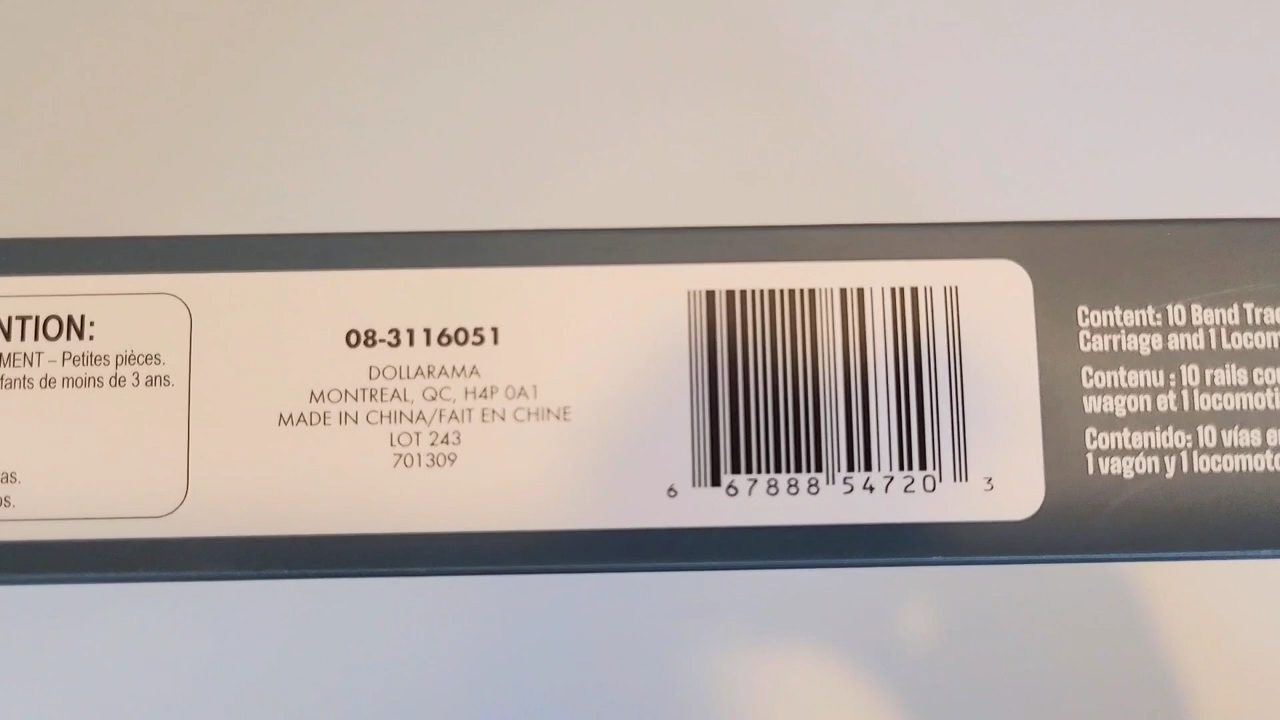 NTION:
MENT – Petites pièces.
fants de moins de 3 ans.
as.
os.
08-3116051
DOLLARAMA
MONTREAL, QC, H4P 0A1
MADE IN CHINA/FAIT EN CHINE
LOT 243
701309
6 67888 54720 3
Content: 10 Bend Trac
Carriage and 1 Locom
Contenu : 10 rails co
wagon et 1 locomoti
Contenido: 10 vías e
1 vagón y 1 locomoto